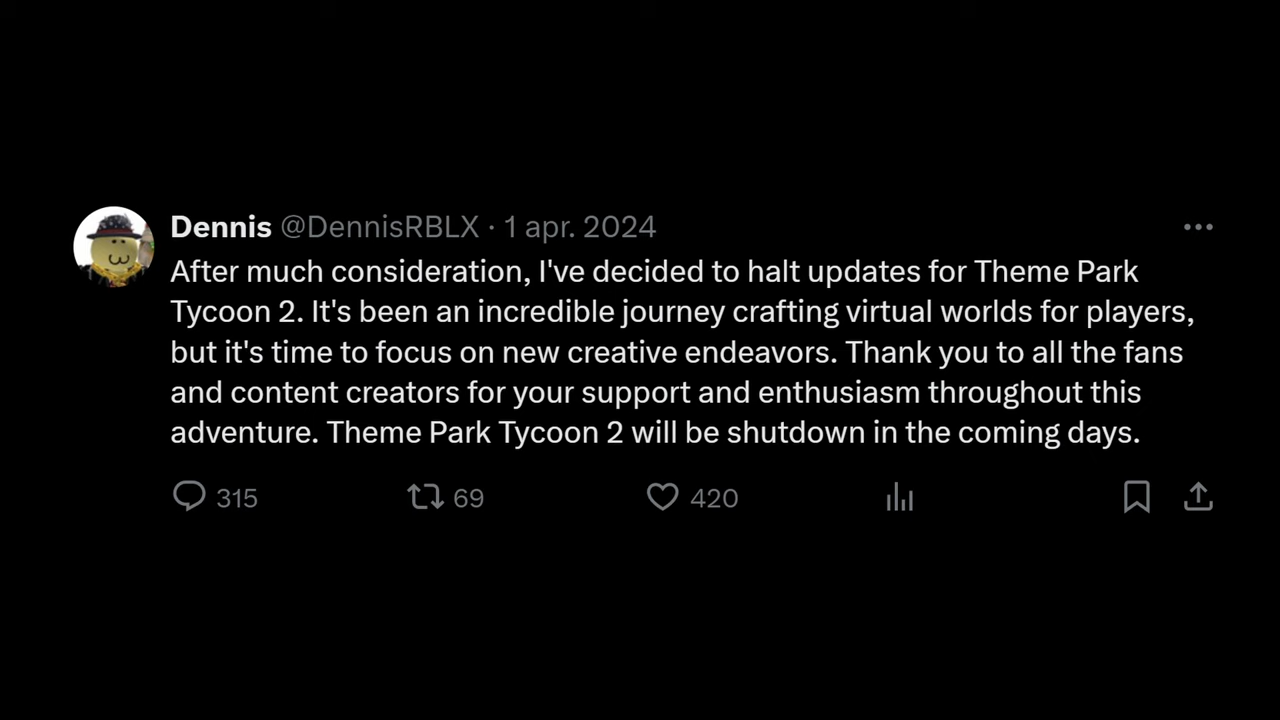 Dennis @DennisRBLX · 1 apr. 2024
After much consideration, I've decided to halt updates for Theme Park
Tycoon 2. It's been an incredible journey crafting virtual worlds for players,
but it's time to focus on new creative endeavors. Thank you to all the fans
and content creators for your support and enthusiasm throughout this
adventure. Theme Park Tycoon 2 will be shutdown in the coming days.
315 69 420